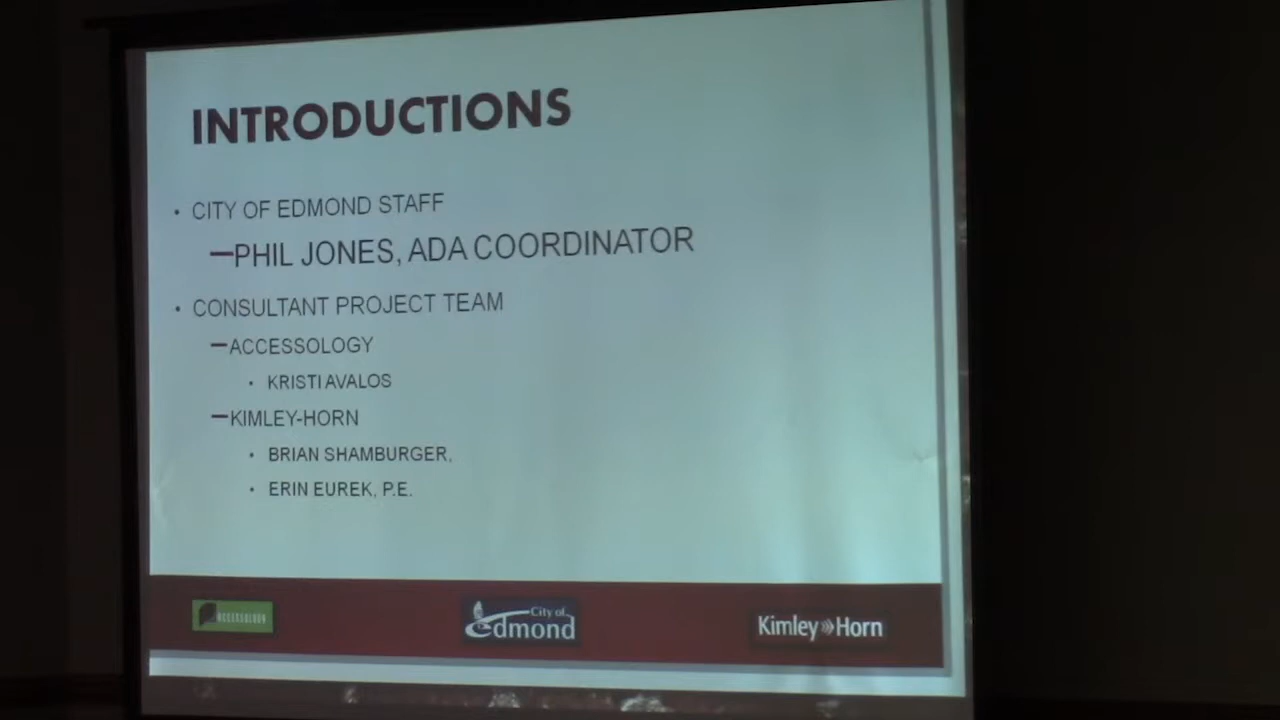 INTRODUCTIONS
• CITY OF EDMOND STAFF
—PHIL JONES, ADA COORDINATOR
• CONSULTANT PROJECT TEAM
—ACCESSOLOGY
• KRISTI AVALOS
—KIMLEY-HORN
• BRIAN SHAMBURGER,
• ERIN EUREK, P.E.
ACCESSOLOGY
City of
Edmond
Kimley»Horn